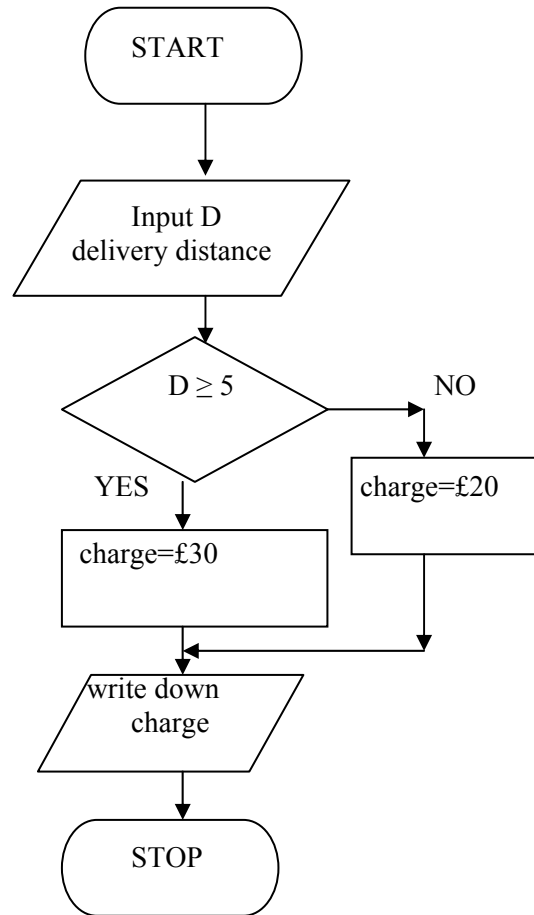 START
Input D
delivery distance
D ≥ 5
NO
YES
charge=£20
charge=£30
write down
charge
STOP